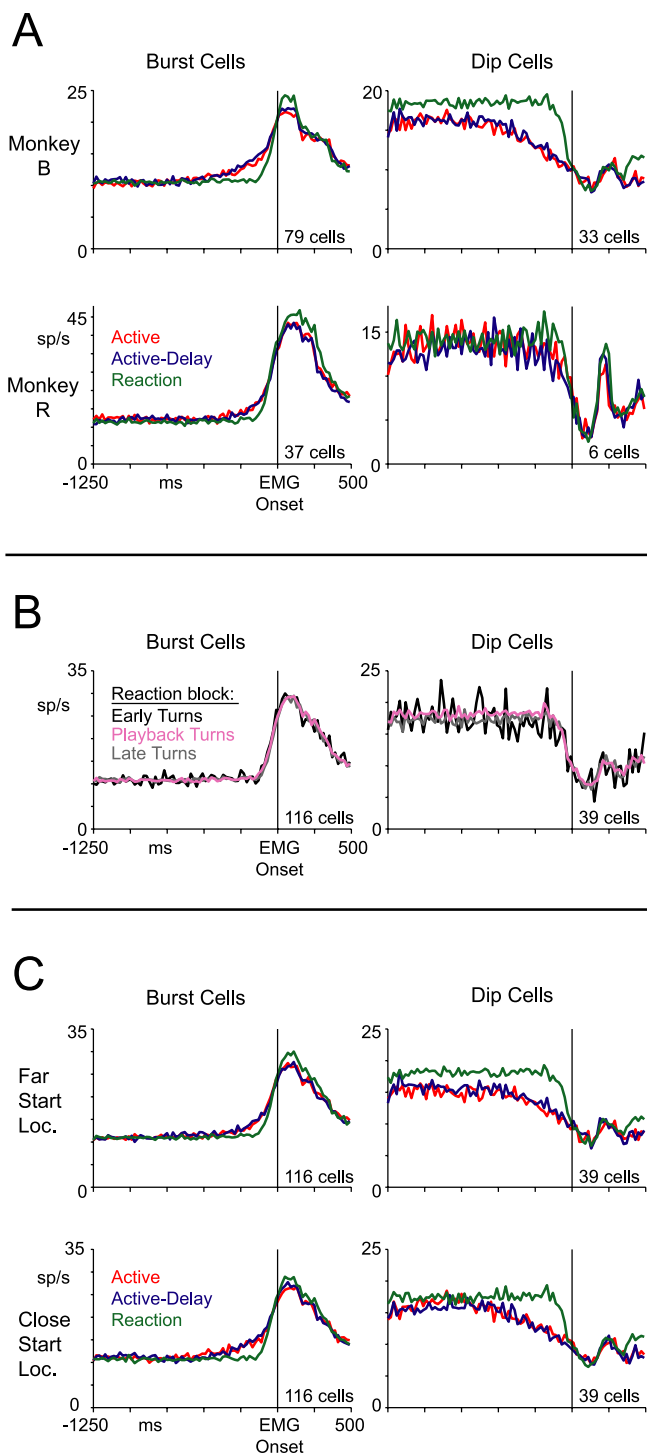 A
Burst Cells
Dip Cells
25
20
Monkey
B
0
79 cells
0
33 cells
45
15
sp/s
Active
Active-Delay
Reaction
Monkey
R
0
37 cells
0
6 cells
-1250
ms
EMG
Onset
500
B
Burst Cells
Dip Cells
35
25
sp/s
Reaction block:
Early Turns
Playback Turns
Late Turns
0
116 cells
0
39 cells
-1250
ms
EMG
Onset
500
C
Burst Cells
Dip Cells
35
25
Far
Start
Loc.
0
116 cells
0
39 cells
35
25
sp/s
Active
Active-Delay
Reaction
Close
Start
Loc.
0
116 cells
0
39 cells
-1250
ms
EMG
Onset
500